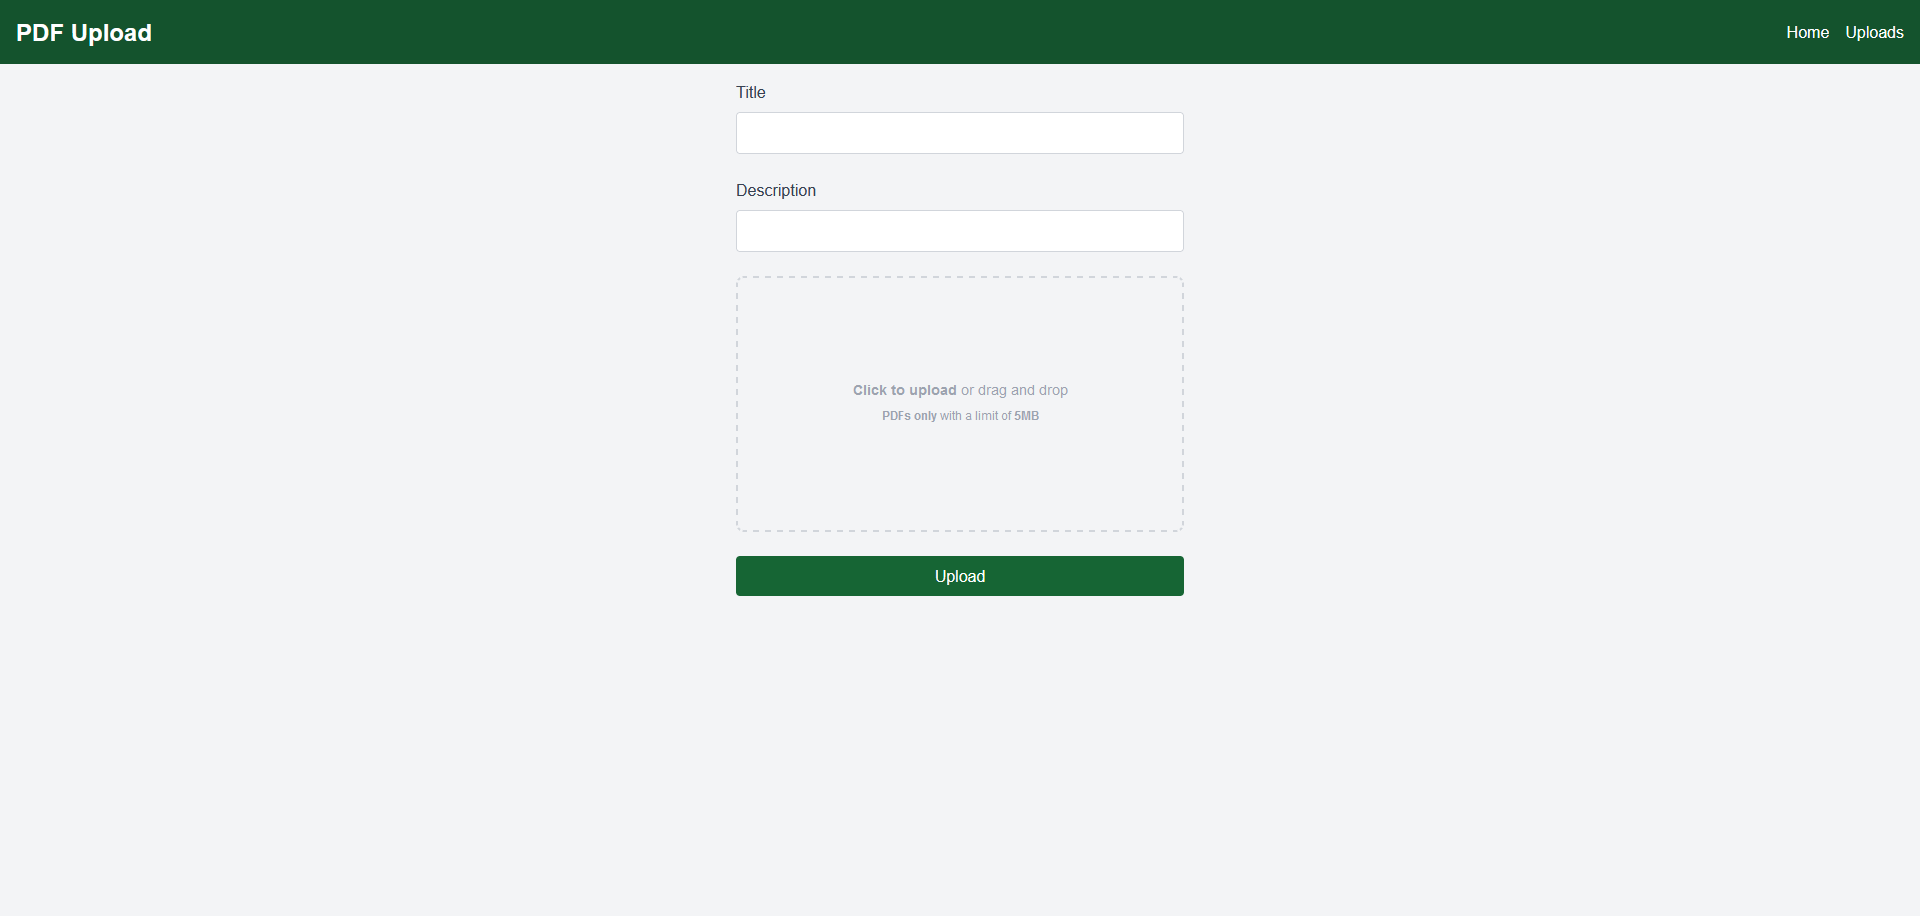 PDF Upload
Home Uploads
Title
Description
Click to upload or drag and drop
PDFs only with a limit of 5MB
Upload